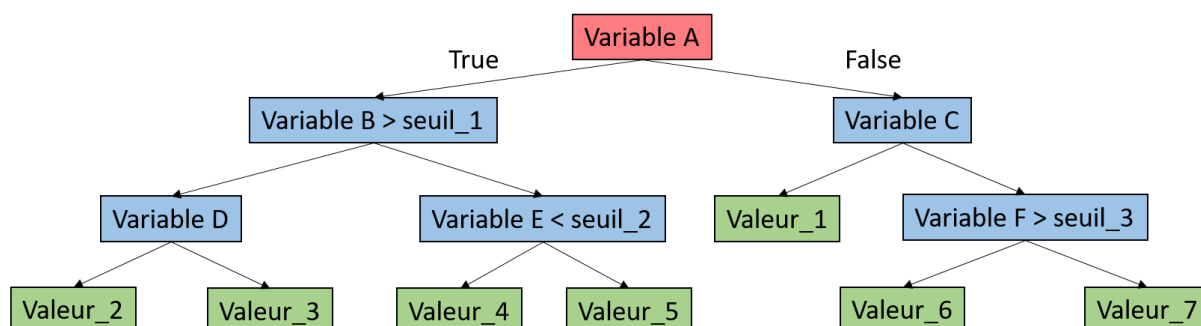 Variable A
True
False
Variable B > seuil_1
Variable C
Variable D
Variable E < seuil_2
Valeur_1
Variable F > seuil_3
Valeur_2
Valeur_3
Valeur_4
Valeur_5
Valeur_6
Valeur_7